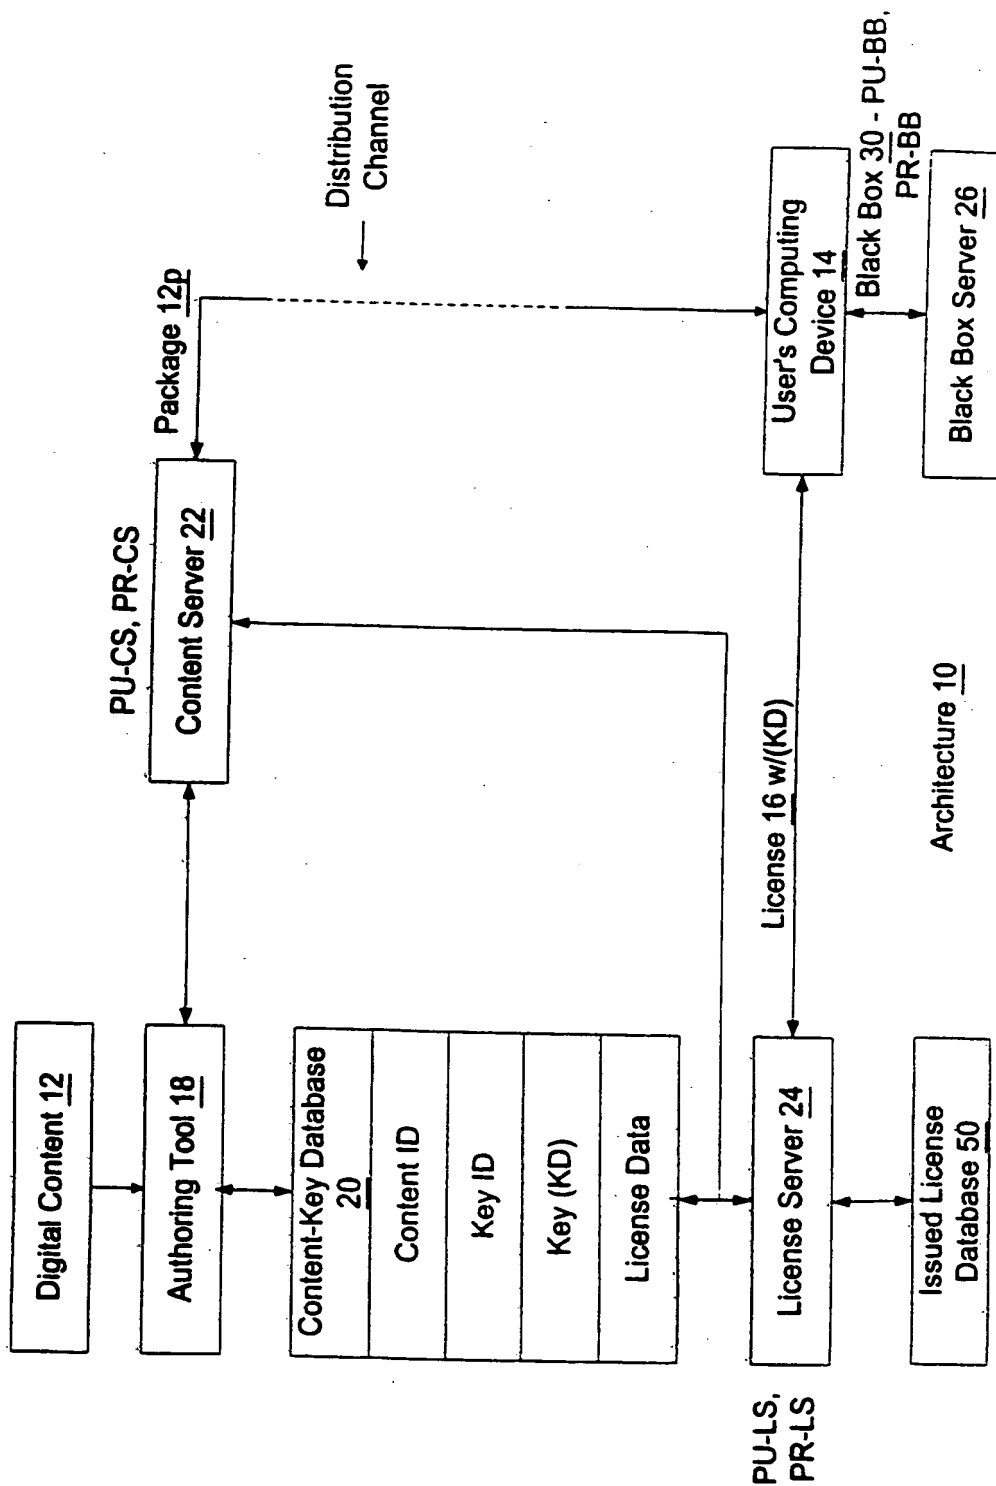 Digital Content 12
Authoring Tool 18
Content-Key Database
20
Content ID
Key ID
Key (KD)
License Data
PU-LS,
PR-LS
License Server 24
Issued License
Database 50
PU-CS, PR-CS
Content Server 22
Package 12p
Distribution
Channel
License 16 w/(KD)
User's Computing
Device 14
Black Box 30 - PU-BB,
PR-BB
Black Box Server 26
Architecture 10